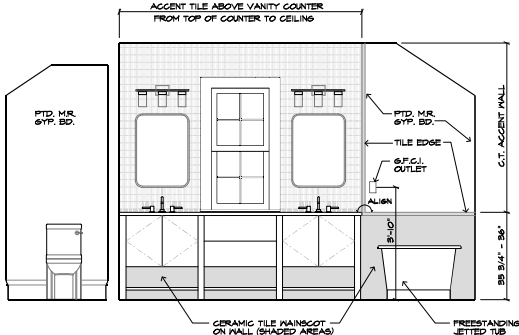 ACCENT TILE ABOVE VANITY COUNTER
FROM TOP OF COUNTER TO CEILING
PTD. M.R.
GYP. BD.
PTD. M.R.
GYP. BD.
TILE EDGE
G.F.C.I.
OUTLET
ALIGN
3'-10"
C.T. ACCENT WALL
35 3/4" - 36"
CERAMIC TILE WAINSCOT
ON WALL (SHADED AREAS)
FREESTANDING
JETTED TUB